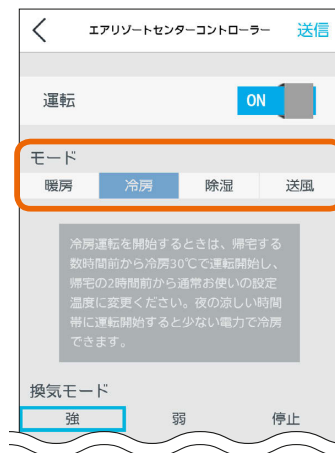 エアリゾートセンターコントローラー 送信
運転 ON
モード
暖房 冷房 除湿 送風
冷房運転を開始するときは、帰宅する
数時間前から冷房30℃で運転開始し、
帰宅の2時間前から通常お使いの設定
温度に変更ください。夜の涼しい時間
帯に運転開始すると少ない電力で冷房
できます。
換気モード
強 弱 停止